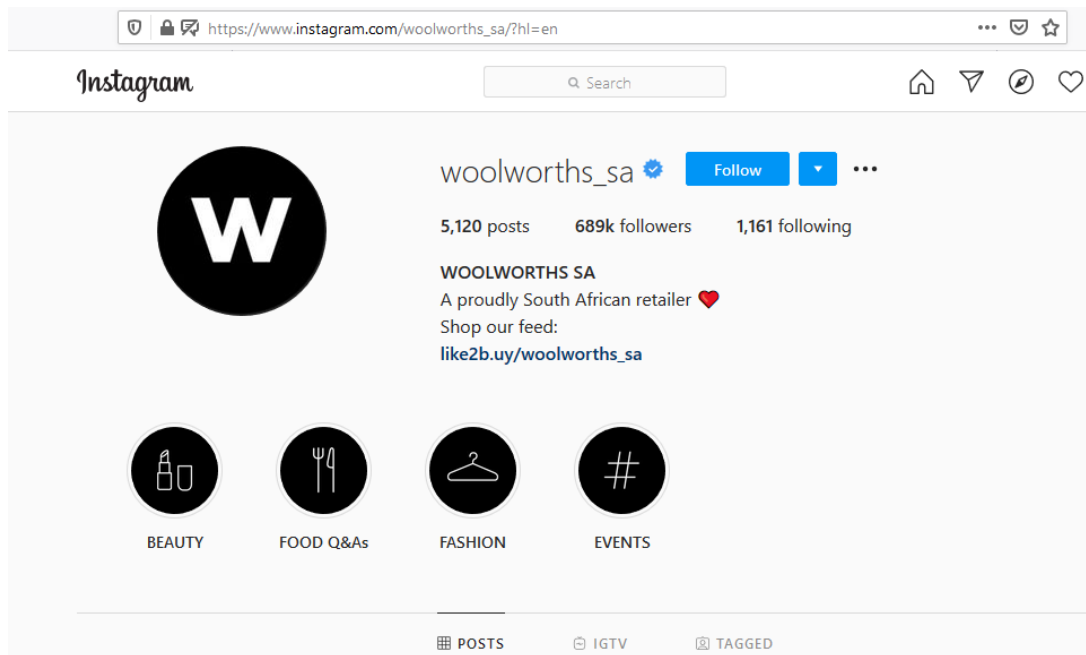 https://www.instagram.com/woolworths_sa/?hl=en
Instagram
Search
W
woolworths_sa
Follow
5,120 posts 689k followers 1,161 following
WOOLWORTHS SA
A proudly South African retailer ❤️
Shop our feed:
like2b.uy/woolworths_sa
BEAUTY FOOD Q&As FASHION EVENTS
POSTS IGTV TAGGED